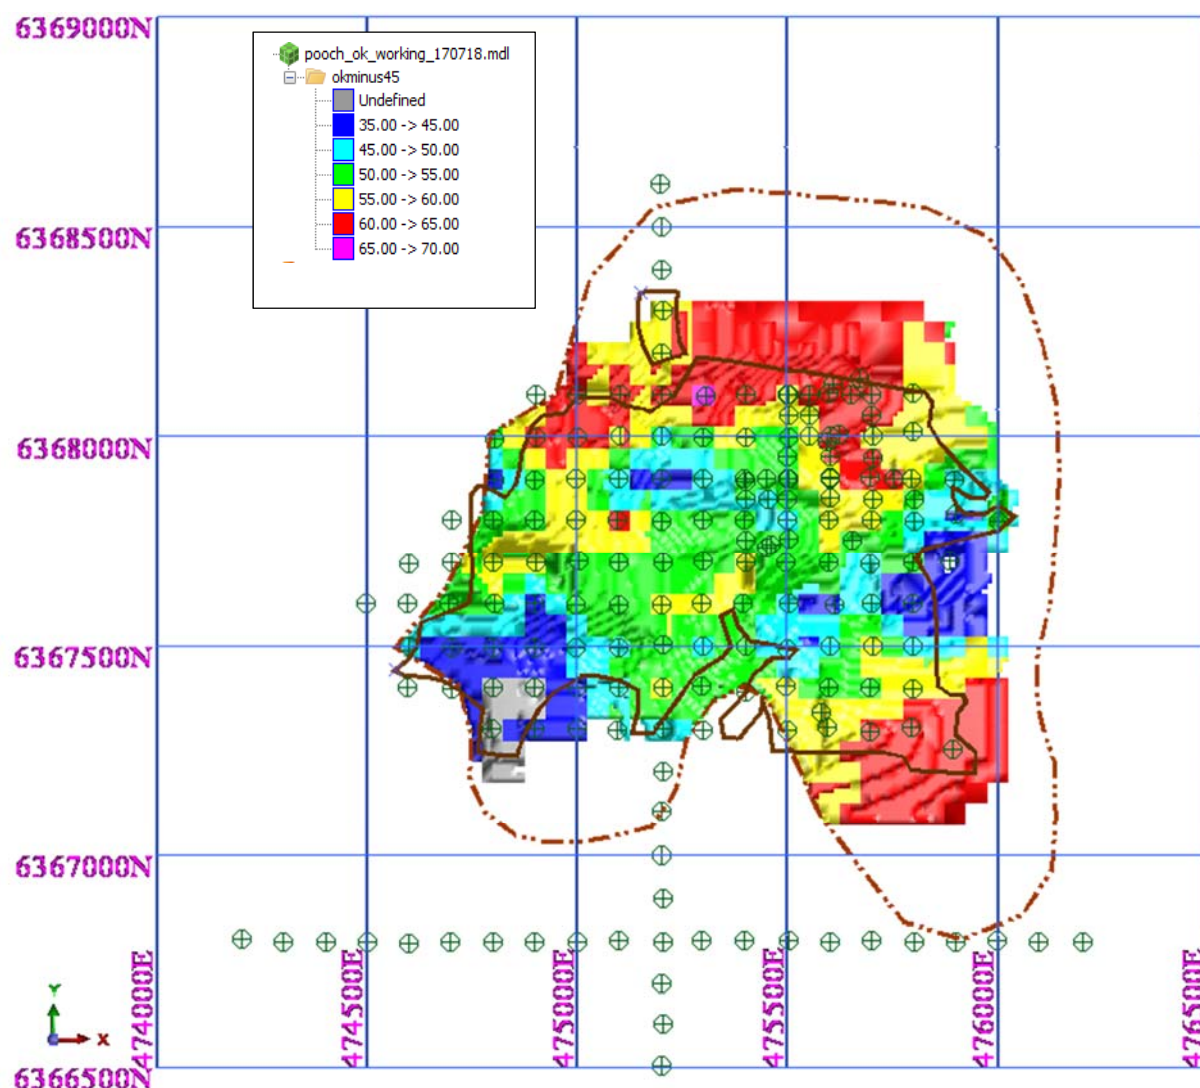 6369000N
pooch_ok_working_170718.mdl
okminus45
Undefined
35.00 -> 45.00
45.00 -> 50.00
50.00 -> 55.00
55.00 -> 60.00
60.00 -> 65.00
65.00 -> 70.00
6368500N
6368000N
6367500N
6367000N
474000E
474500E
475000E
475500E
476000E
Y
X
6366500N